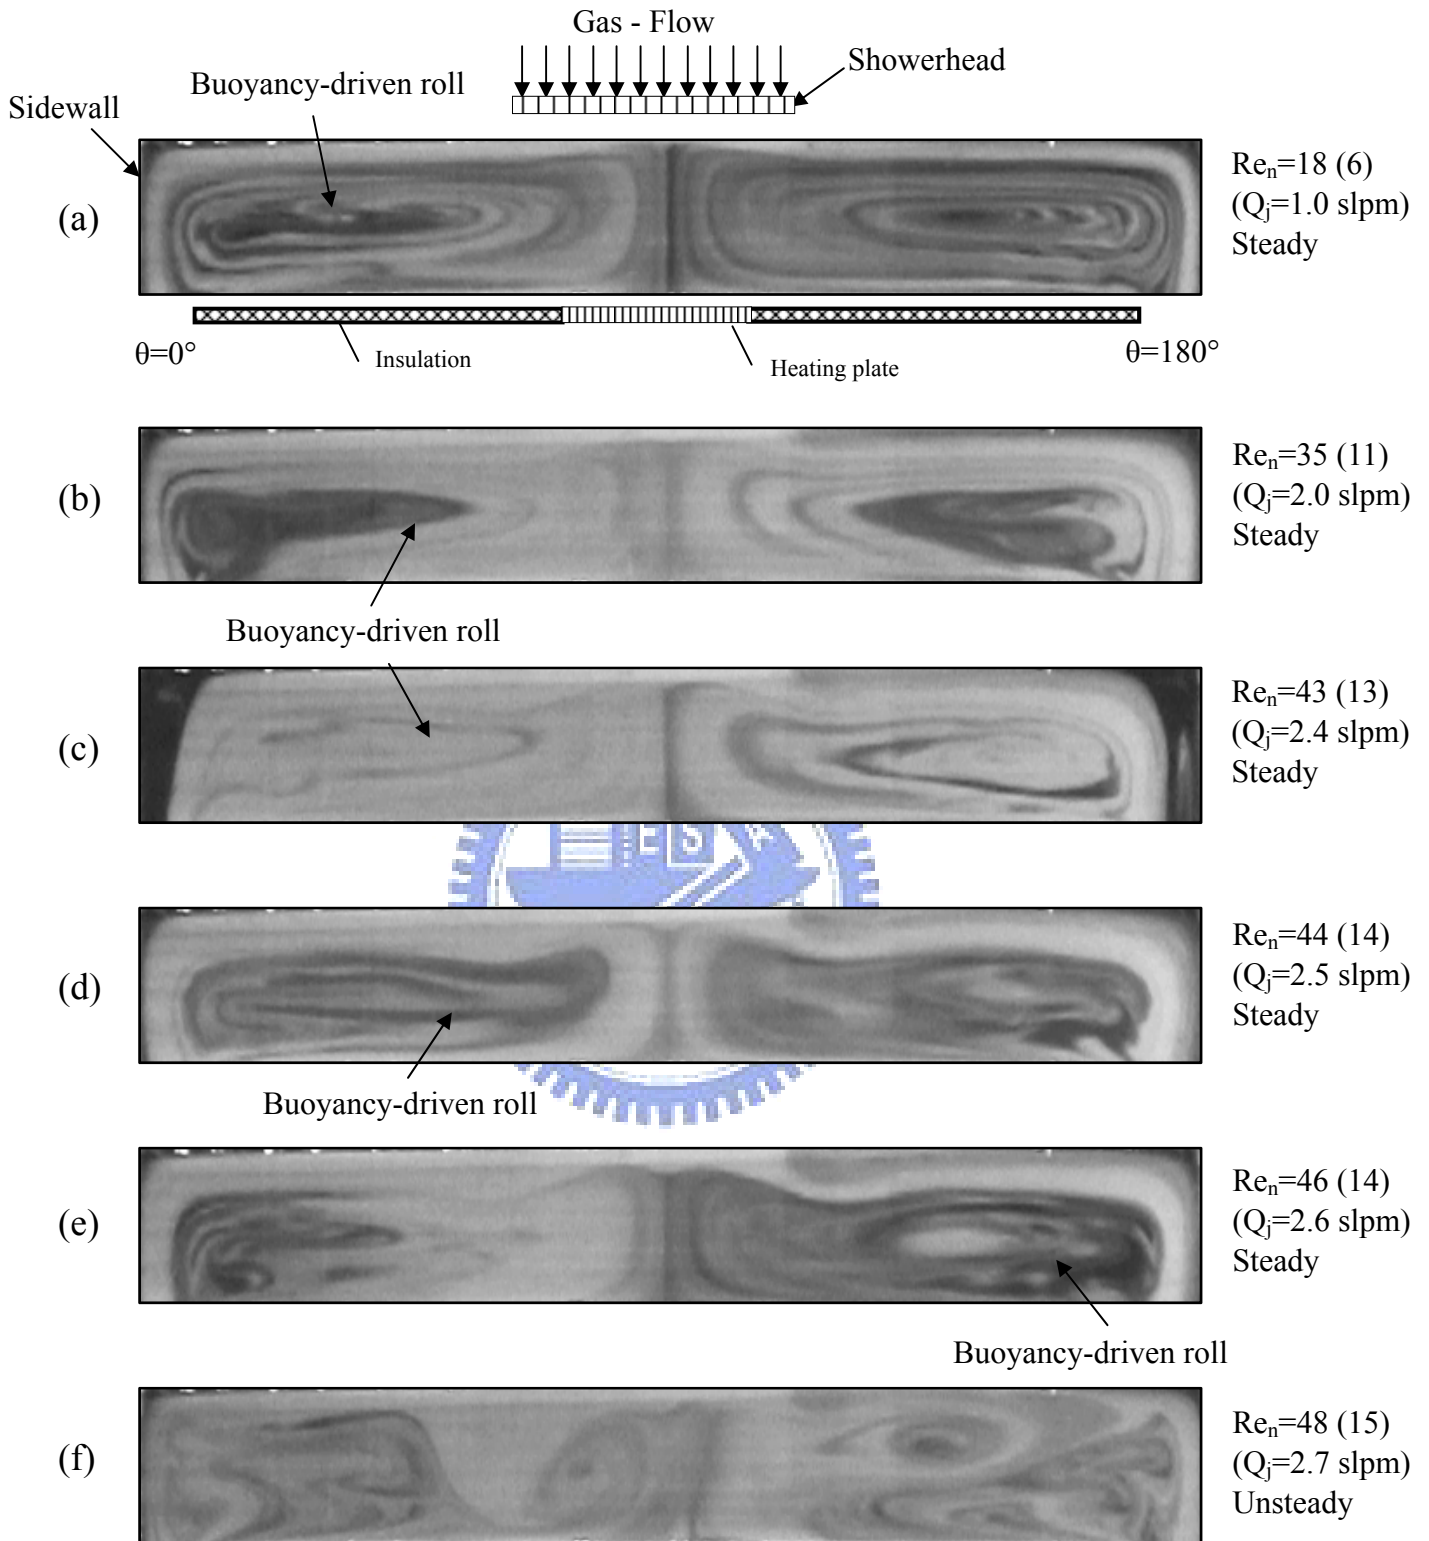 Gas - Flow
Showerhead
Buoyancy-driven roll
Sidewall
(a)
Re_n=18 (6)
(Q_j=1.0 slpm)
Steady
θ=0°
Insulation
Heating plate
θ=180°
(b)
Re_n=35 (11)
(Q_j=2.0 slpm)
Steady
Buoyancy-driven roll
(c)
Re_n=43 (13)
(Q_j=2.4 slpm)
Steady
E S A
(d)
Re_n=44 (14)
(Q_j=2.5 slpm)
Steady
Buoyancy-driven roll
(e)
Re_n=46 (14)
(Q_j=2.6 slpm)
Steady
Buoyancy-driven roll
(f)
Re_n=48 (15)
(Q_j=2.7 slpm)
Unsteady